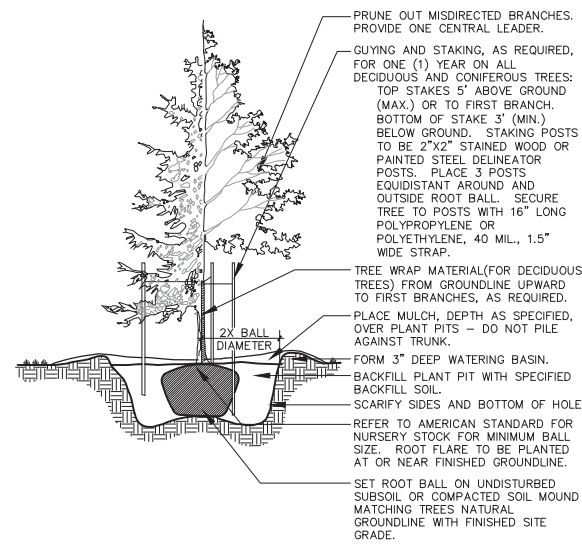 PRUNE OUT MISDIRECTED BRANCHES.
PROVIDE ONE CENTRAL LEADER.
GUYING AND STAKING, AS REQUIRED,
FOR ONE (1) YEAR ON ALL
DECIDUOUS AND CONIFEROUS TREES:
TOP STAKES 5' ABOVE GROUND
(MAX.) OR TO FIRST BRANCH.
BOTTOM OF STAKE 3' (MIN.)
BELOW GROUND. STAKING POSTS
TO BE 2"X2" STAINED WOOD OR
PAINTED STEEL DELINEATOR
POSTS. PLACE 3 POSTS
EQUIDISTANT AROUND AND
OUTSIDE ROOT BALL. SECURE
TREE TO POSTS WITH 16" LONG
POLYPROPYLENE OR
POLYETHYLENE, 40 MIL., 1.5"
WIDE STRAP.
TREE WRAP MATERIAL(FOR DECIDUOUS
TREES) FROM GROUNDLINE UPWARD
TO FIRST BRANCHES, AS REQUIRED.
2X BALL
DIAMETER
PLACE MULCH, DEPTH AS SPECIFIED,
OVER PLANT PITS – DO NOT PILE
AGAINST TRUNK.
FORM 3" DEEP WATERING BASIN.
BACKFILL PLANT PIT WITH SPECIFIED
BACKFILL SOIL.
SCARIFY SIDES AND BOTTOM OF HOLE
REFER TO AMERICAN STANDARD FOR
NURSERY STOCK FOR MINIMUM BALL
SIZE. ROOT FLARE TO BE PLANTED
AT OR NEAR FINISHED GROUNDLINE.
SET ROOT BALL ON UNDISTURBED
SUBSOIL OR COMPACTED SOIL MOUND
MATCHING TREES NATURAL
GROUNDLINE WITH FINISHED SITE
GRADE.